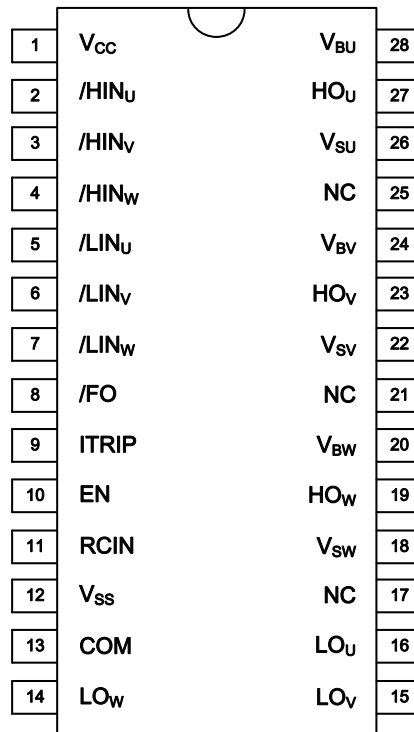 1 VCC VBU 28
2 /HINU HOU 27
3 /HINV VSU 26
4 /HINW NC 25
5 /LINU VBV 24
6 /LINV HOV 23
7 /LINW VSV 22
8 /FO NC 21
9 ITRIP VBW 20
10 EN HOW 19
11 RCIN VSW 18
12 VSS NC 17
13 COM LOU 16
14 LOW LOV 15